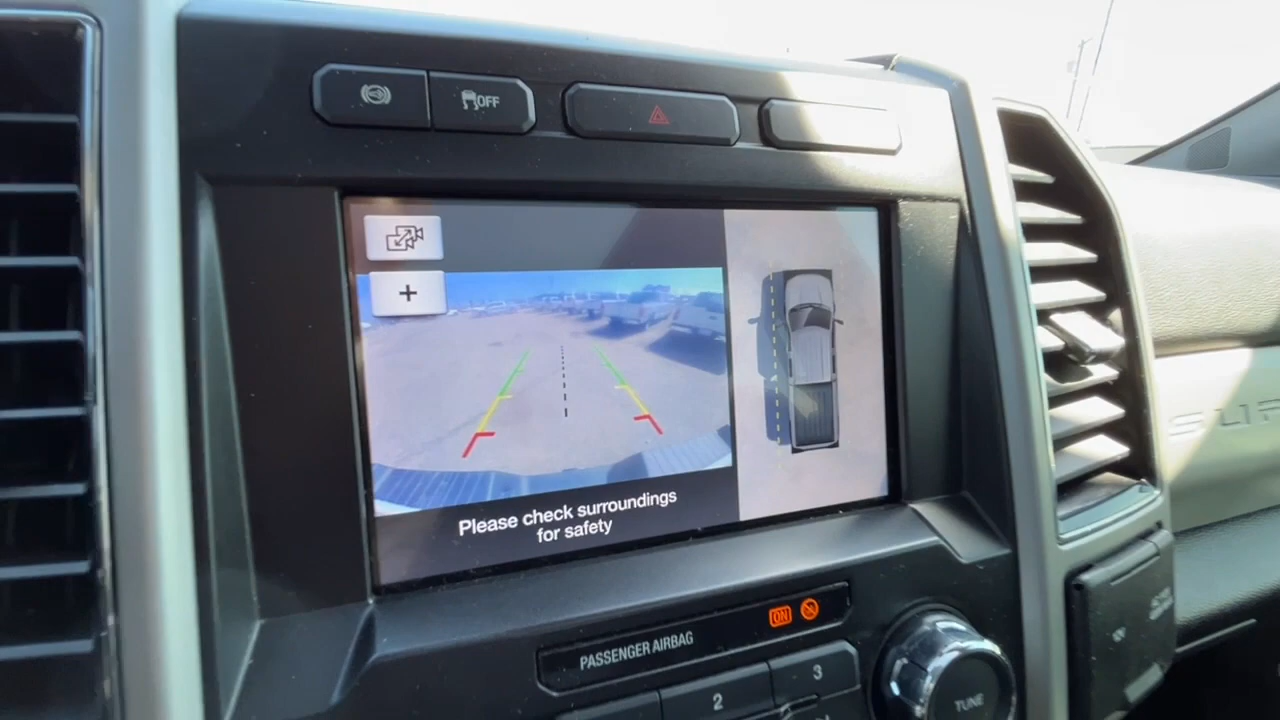 OFF
+
Please check surroundings
for safety
ON
PASSENGER AIRBAG
2
3
TUNE